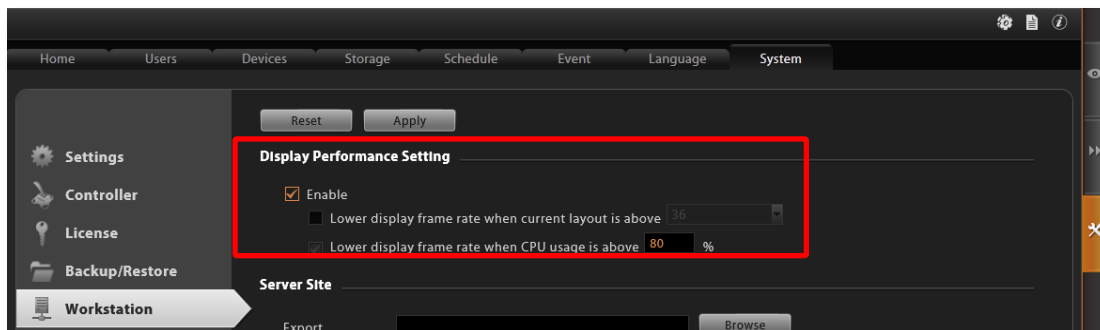 Home Users Devices Storage Schedule Event Language System
Reset Apply
Settings
Controller
License
Backup/Restore
Workstation
Display Performance Setting
Enable
Lower display frame rate when current layout is above 36
Lower display frame rate when CPU usage is above 80 %
Server Site
Export Browse